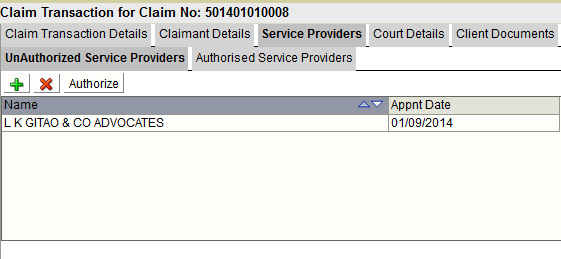 Claim Transaction for Claim No: 501401010008
Claim Transaction Details Claimant Details Service Providers Court Details Client Documents
UnAuthorized Service Providers Authorised Service Providers
Authorize
Name Appnt Date
L K GITAO & CO ADVOCATES 01/09/2014